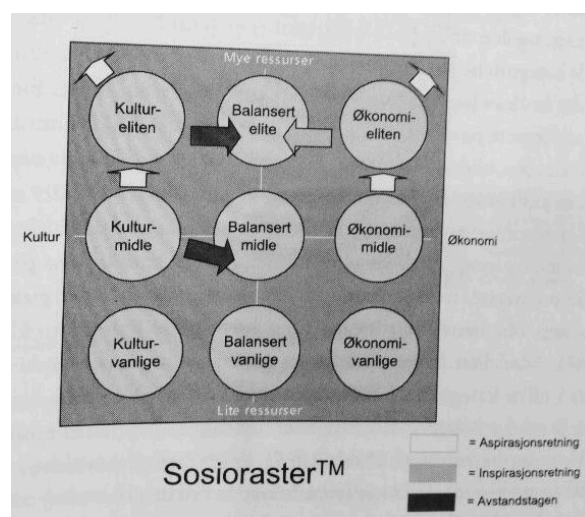 Mye ressurser
Kultur-
eliten
Balansert
elite
Økonomi-
eliten
Kultur
Kultur-
midle
Balansert
midle
Økonomi-
midle
Økonomi
Kultur-
vanlige
Balansert
vanlige
Økonomi-
vanlige
Lite ressurser
= Aspirasjonsretning
= Inspirasjonsretning
= Avstandstagen
Sosioraster™